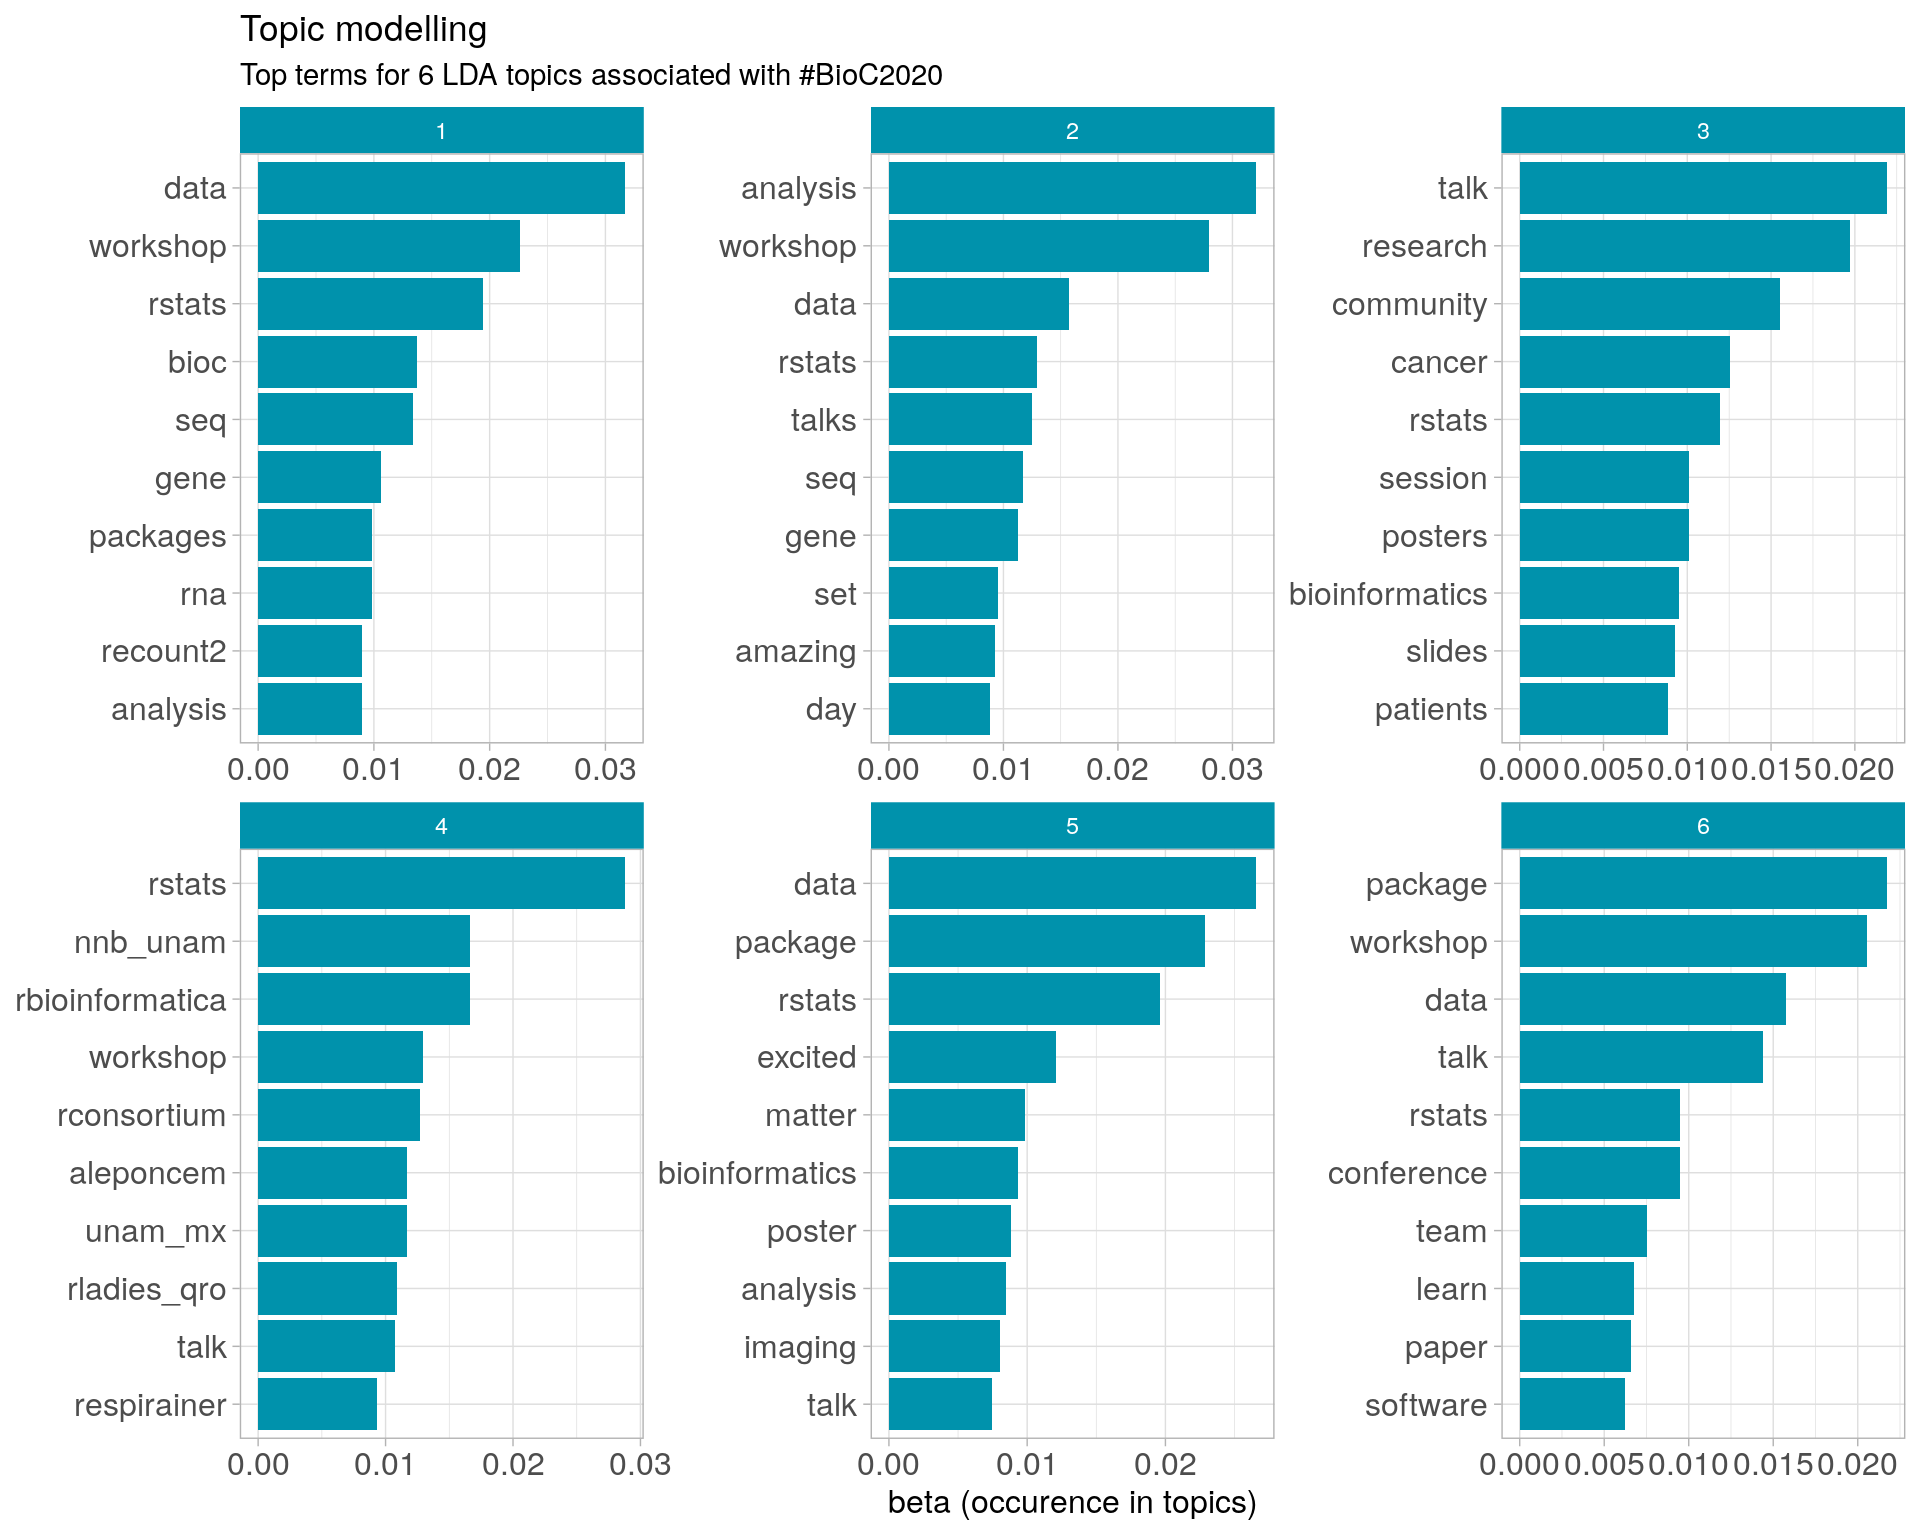 Topic modelling
Top terms for 6 LDA topics associated with #BioC2020
1
data
workshop
rstats
bioc
seq
gene
packages
rna
recount2
analysis
0.00 0.01 0.02 0.03
2
analysis
workshop
data
rstats
talks
seq
gene
set
amazing
day
0.00 0.01 0.02 0.03
3
talk
research
community
cancer
rstats
session
posters
bioinformatics
slides
patients
0.000 0.005 0.010 0.015 0.020
4
rstats
nnb_unam
rbioinformatica
workshop
rconsortium
aleponcem
unam_mx
rladies_qro
talk
respirainer
0.00 0.01 0.02 0.03
5
data
package
rstats
excited
matter
bioinformatics
poster
analysis
imaging
talk
0.00 0.01 0.02
6
package
workshop
data
talk
rstats
conference
team
learn
paper
software
0.000 0.005 0.010 0.015 0.020
beta (occurence in topics)